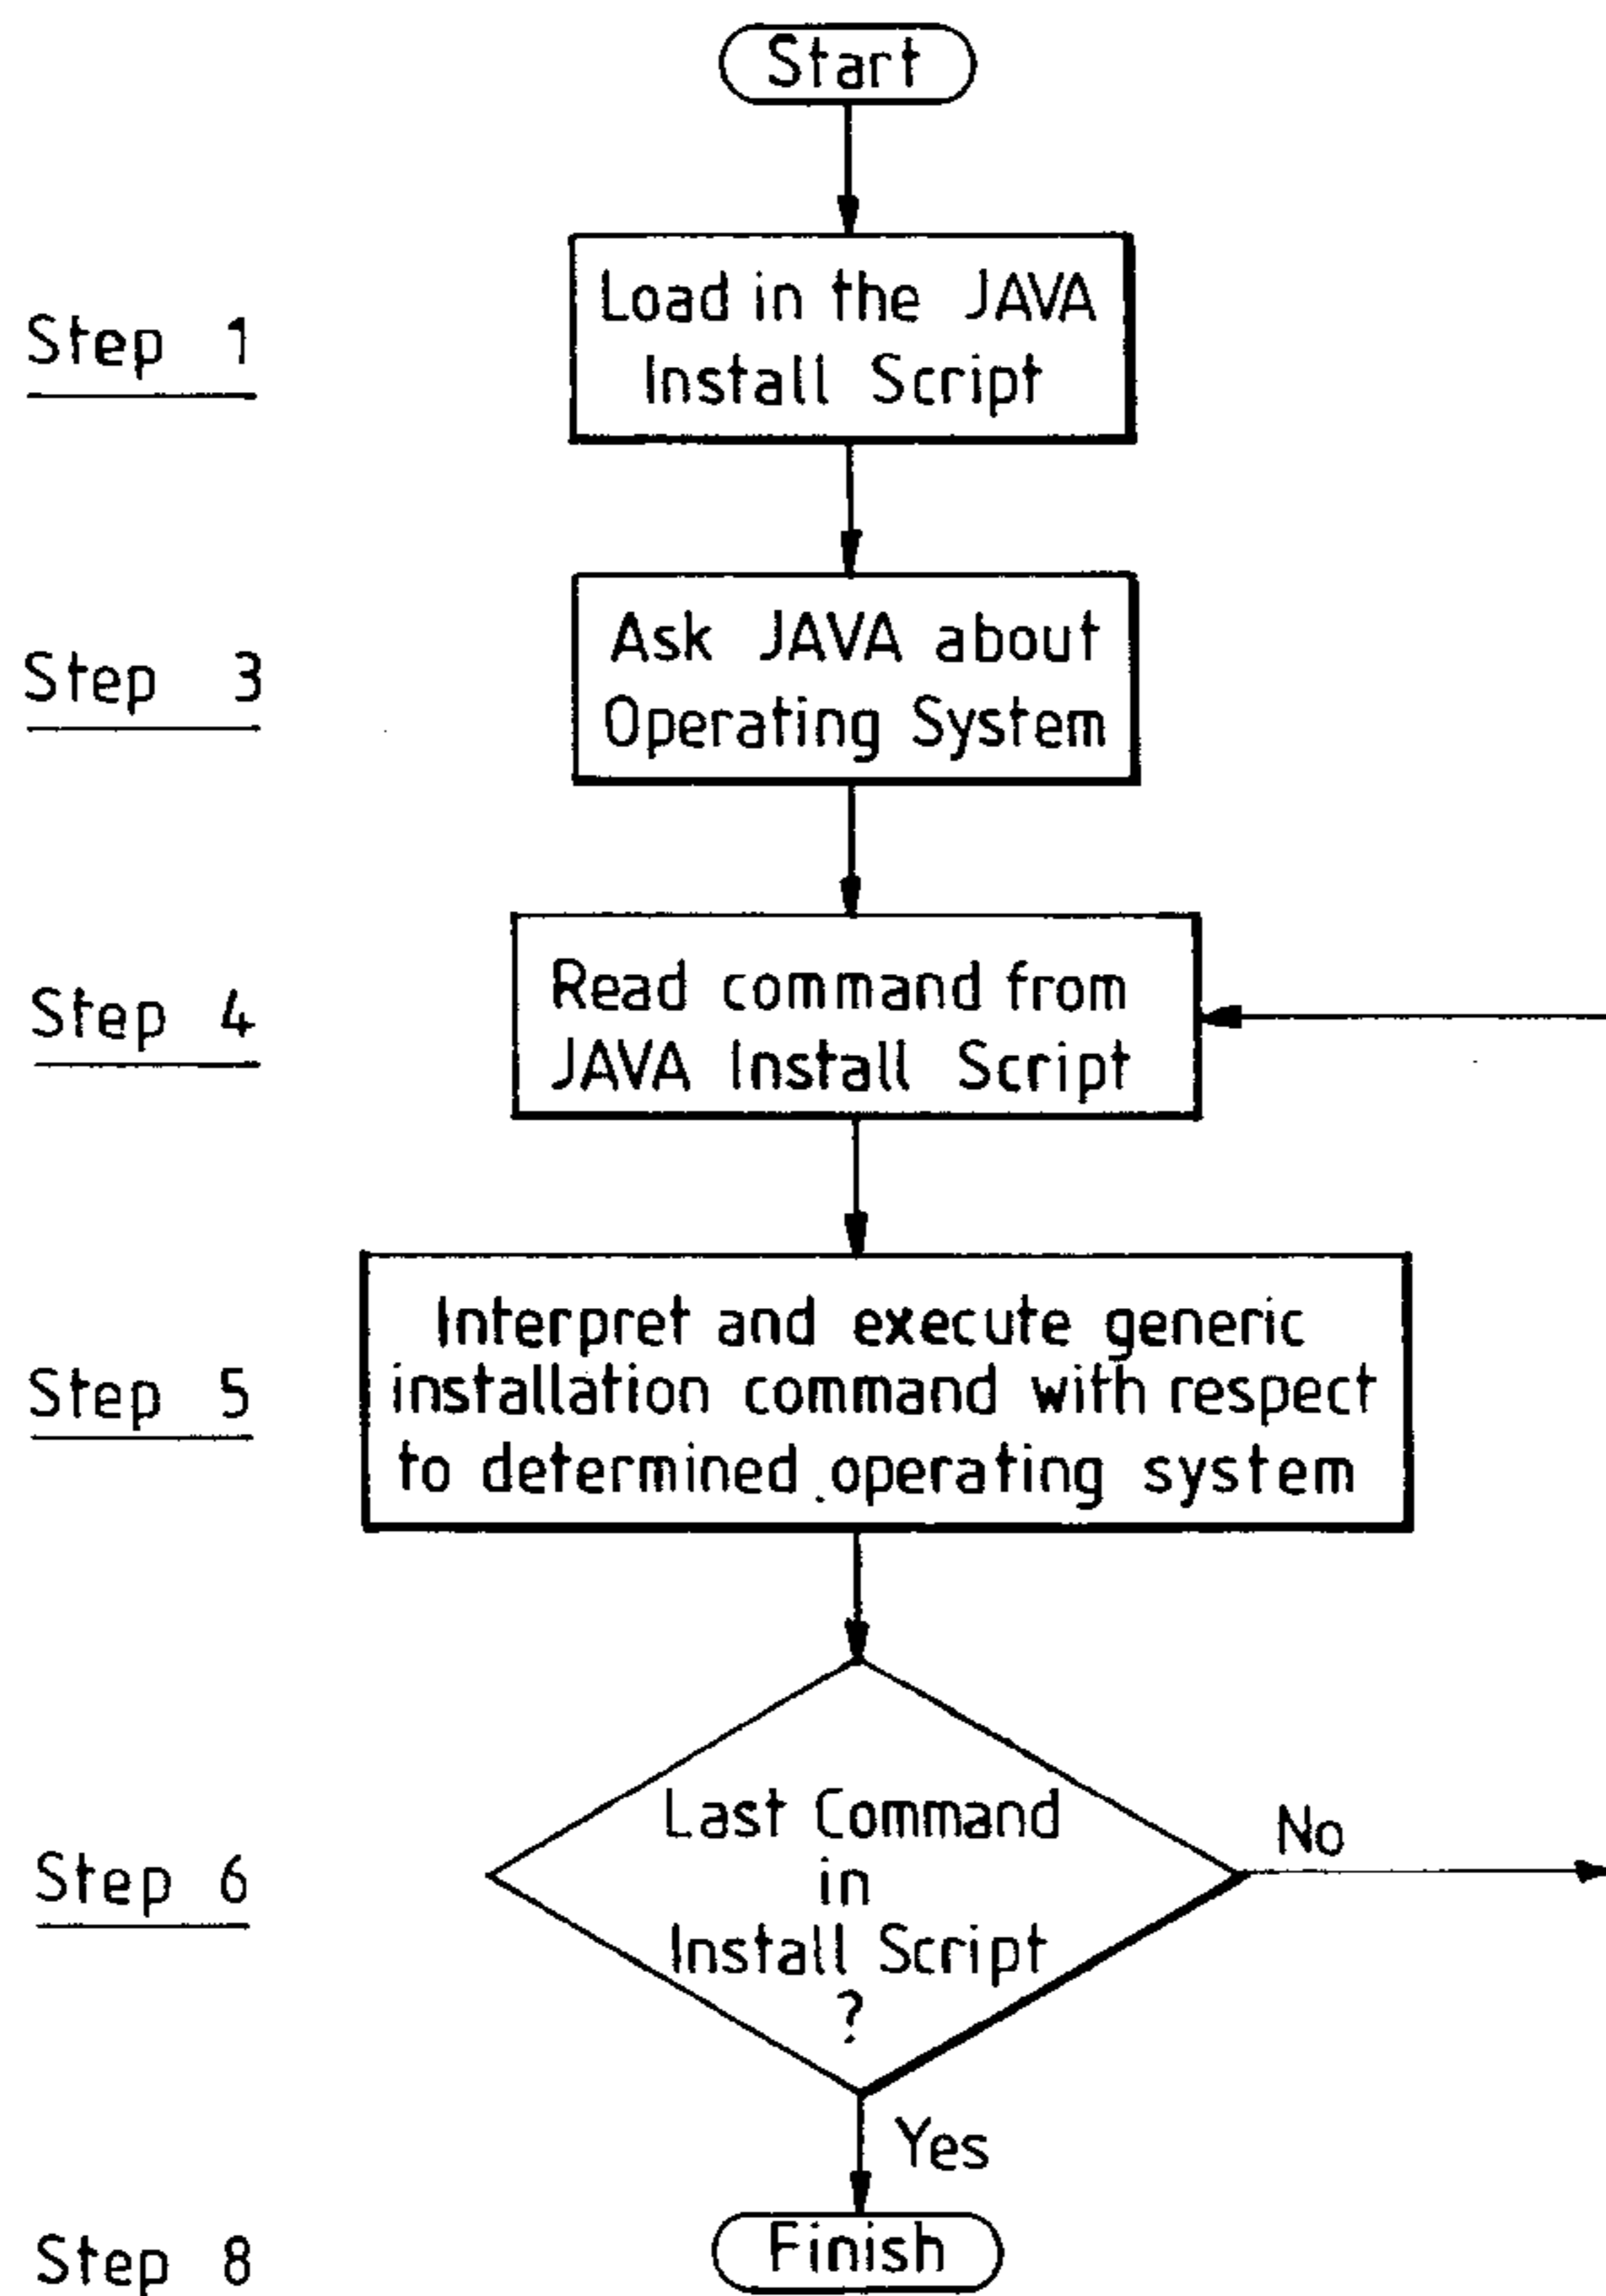 Start
Step 1
Load in the JAVA
Install Script
Step 3
Ask JAVA about
Operating System
Step 4
Read command from
JAVA Install Script
Step 5
Interpret and execute generic
installation command with respect
to determined operating system
Step 6
Last Command
in
Install Script
?
No
Yes
Step 8
Finish